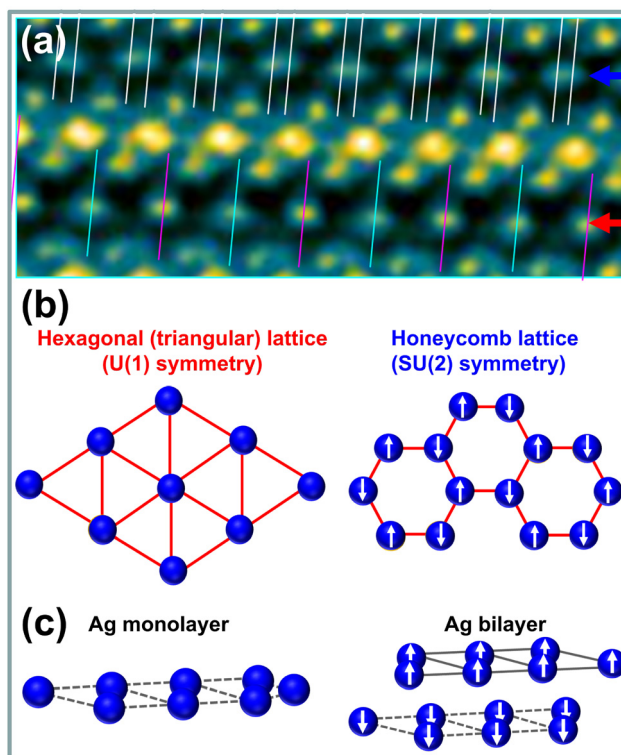 (a)
(b)
Hexagonal (triangular) lattice
(U(1) symmetry)
Honeycomb lattice
(SU(2) symmetry)
(c)
Ag monolayer
Ag bilayer